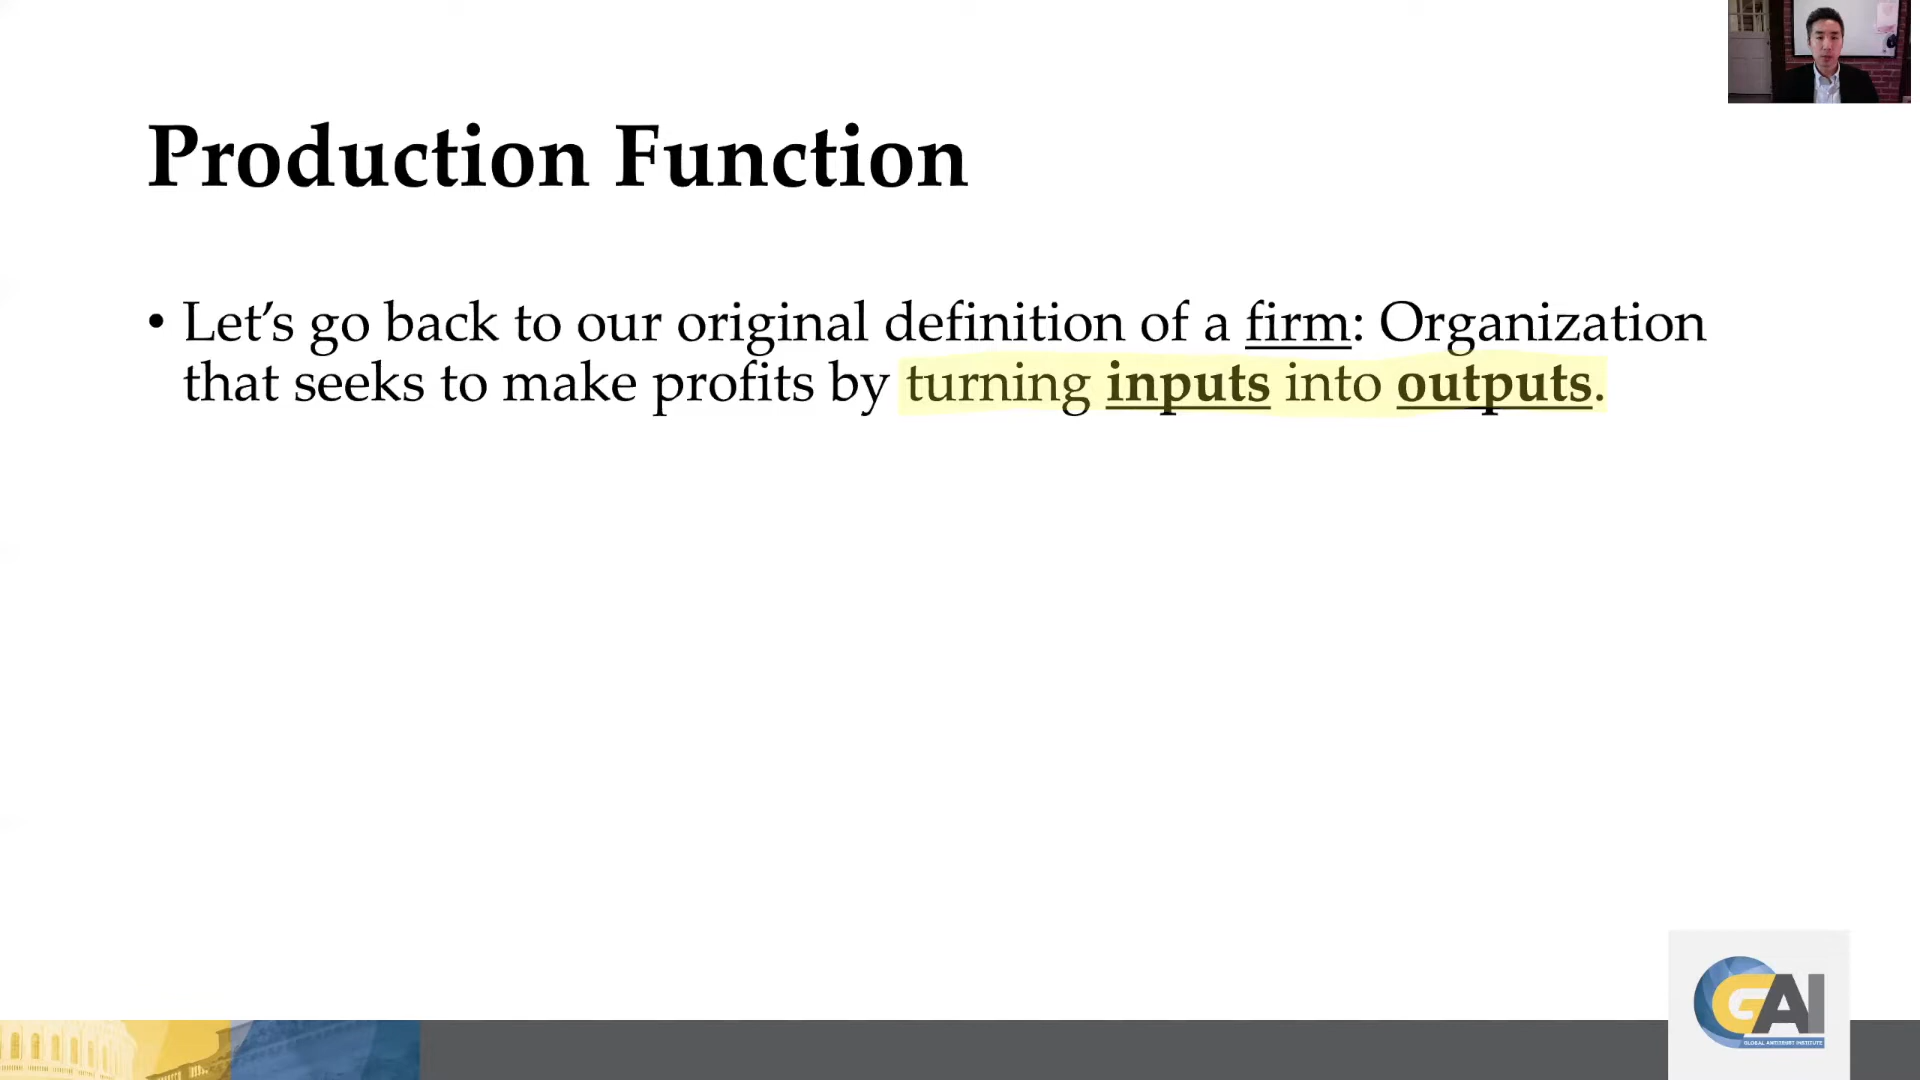 Production Function
• Let’s go back to our original definition of a firm: Organization
that seeks to make profits by turning inputs into outputs.
GAI
GLOBAL ANTITRUST INSTITUTE